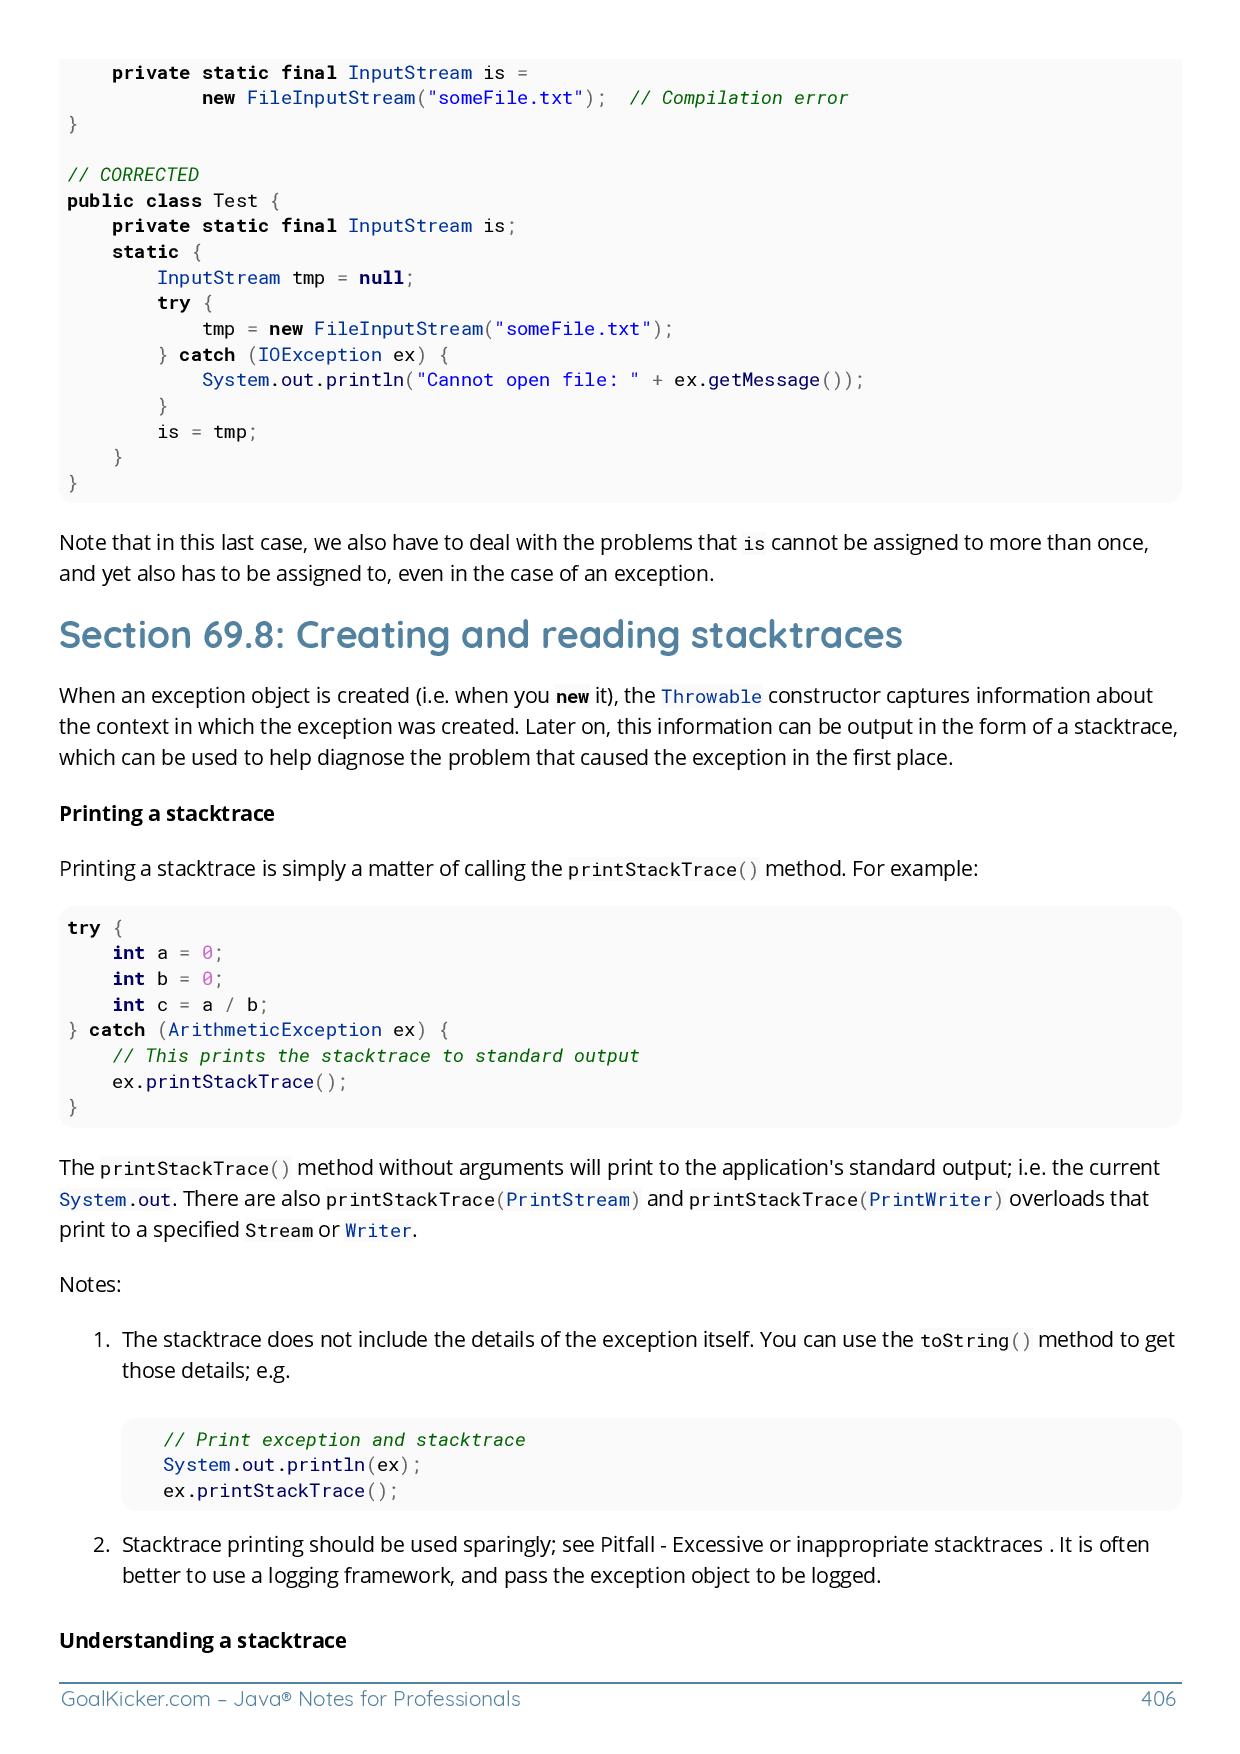 private static final InputStream is =
            new FileInputStream("someFile.txt");  // Compilation error
}

// CORRECTED
public class Test {
    private static final InputStream is;
    static {
        InputStream tmp = null;
        try {
            tmp = new FileInputStream("someFile.txt");
        } catch (IOException ex) {
            System.out.println("Cannot open file: " + ex.getMessage());
        }
        is = tmp;
    }
}
Note that in this last case, we also have to deal with the problems that is cannot be assigned to more than once,
and yet also has to be assigned to, even in the case of an exception.
Section 69.8: Creating and reading stacktraces
When an exception object is created (i.e. when you new it), the Throwable constructor captures information about
the context in which the exception was created. Later on, this information can be output in the form of a stacktrace,
which can be used to help diagnose the problem that caused the exception in the first place.
Printing a stacktrace
Printing a stacktrace is simply a matter of calling the printStackTrace() method. For example:
try {
    int a = 0;
    int b = 0;
    int c = a / b;
} catch (ArithmeticException ex) {
    // This prints the stacktrace to standard output
    ex.printStackTrace();
}
The printStackTrace() method without arguments will print to the application's standard output; i.e. the current
System.out. There are also printStackTrace(PrintStream) and printStackTrace(PrintWriter) overloads that
print to a specified Stream or Writer.
Notes:
1. The stacktrace does not include the details of the exception itself. You can use the toString() method to get
those details; e.g.
    // Print exception and stacktrace
    System.out.println(ex);
    ex.printStackTrace();
2. Stacktrace printing should be used sparingly; see Pitfall - Excessive or inappropriate stacktraces . It is often
better to use a logging framework, and pass the exception object to be logged.
Understanding a stacktrace
GoalKicker.com – Java® Notes for Professionals 406